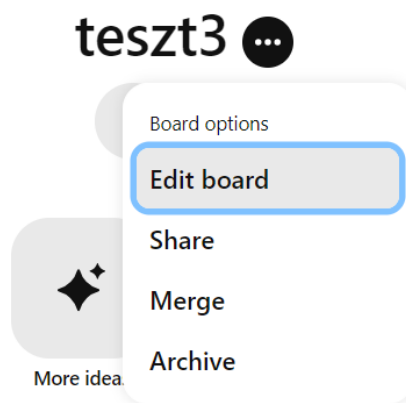 teszt3
Board options
Edit board
Share
Merge
Archive
More idea